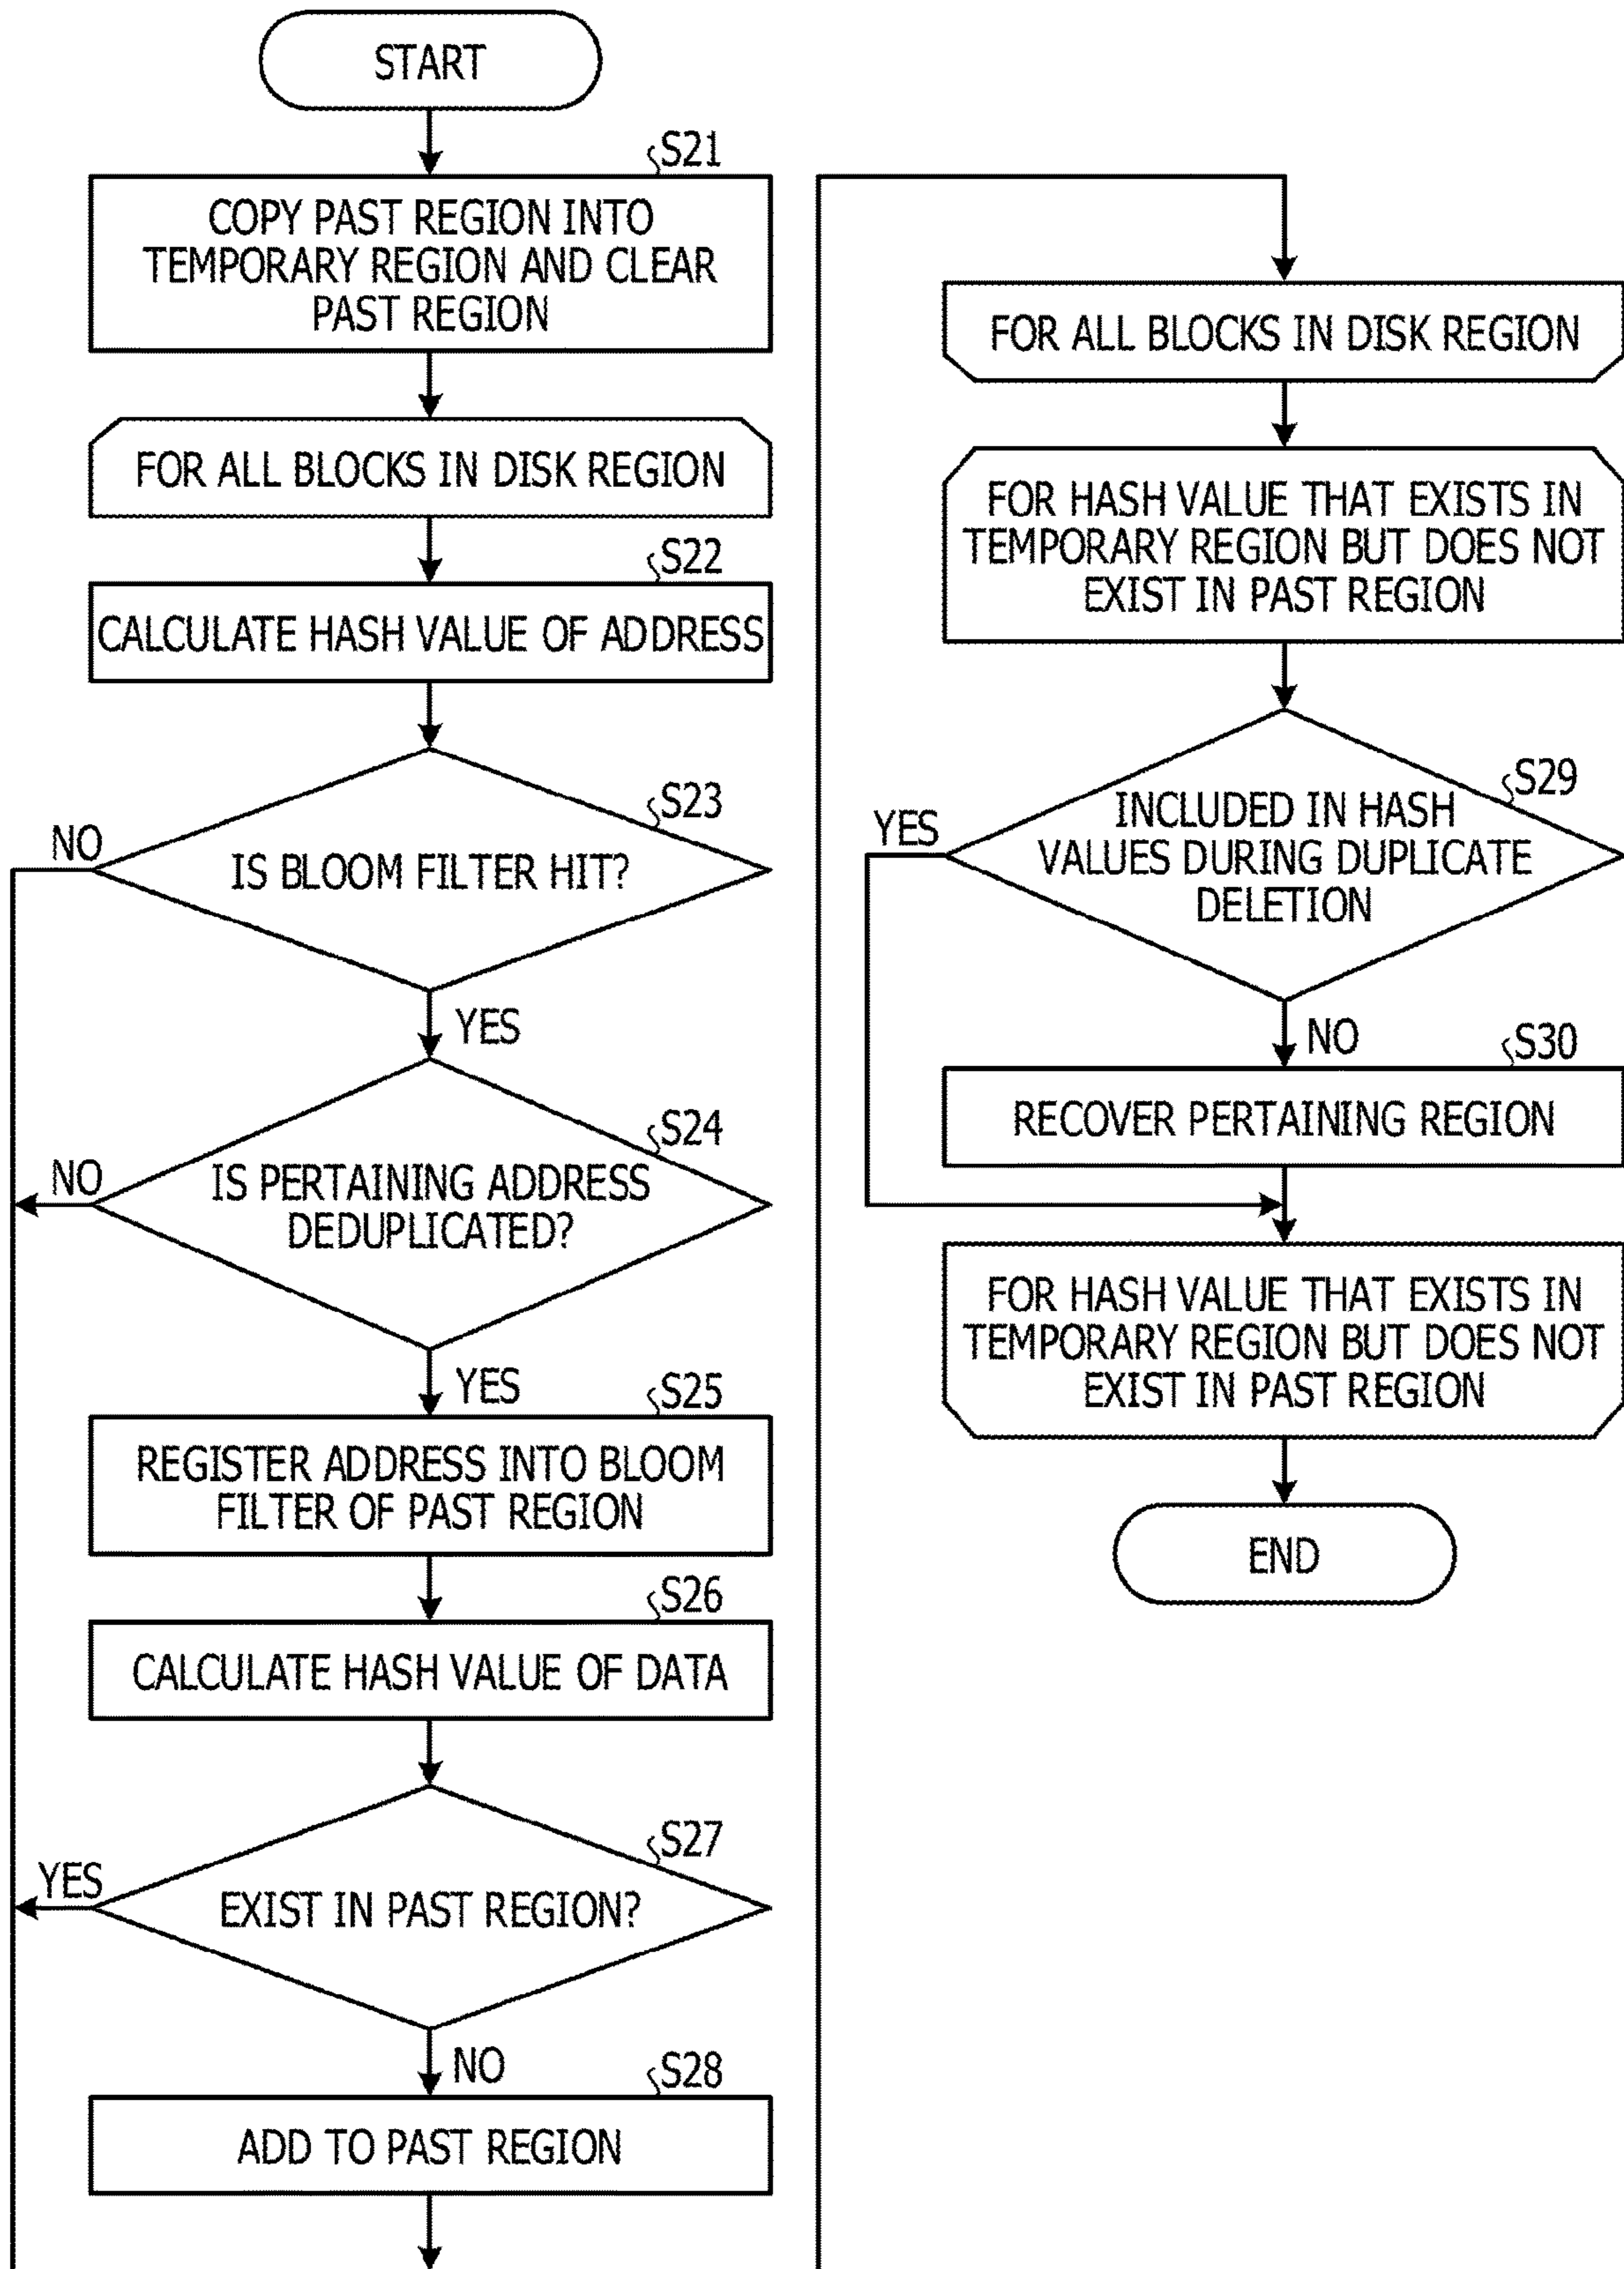 START
S21
COPY PAST REGION INTO
TEMPORARY REGION AND CLEAR
PAST REGION
FOR ALL BLOCKS IN DISK REGION
S22
CALCULATE HASH VALUE OF ADDRESS
S23
NO
IS BLOOM FILTER HIT?
YES
S24
NO
IS PERTAINING ADDRESS
DEDUPLICATED?
YES
S25
REGISTER ADDRESS INTO BLOOM
FILTER OF PAST REGION
S26
CALCULATE HASH VALUE OF DATA
S27
YES
EXIST IN PAST REGION?
NO
S28
ADD TO PAST REGION
FOR ALL BLOCKS IN DISK REGION
FOR HASH VALUE THAT EXISTS IN
TEMPORARY REGION BUT DOES NOT
EXIST IN PAST REGION
S29
YES
INCLUDED IN HASH
VALUES DURING DUPLICATE
DELETION
NO
S30
RECOVER PERTAINING REGION
FOR HASH VALUE THAT EXISTS IN
TEMPORARY REGION BUT DOES NOT
EXIST IN PAST REGION
END